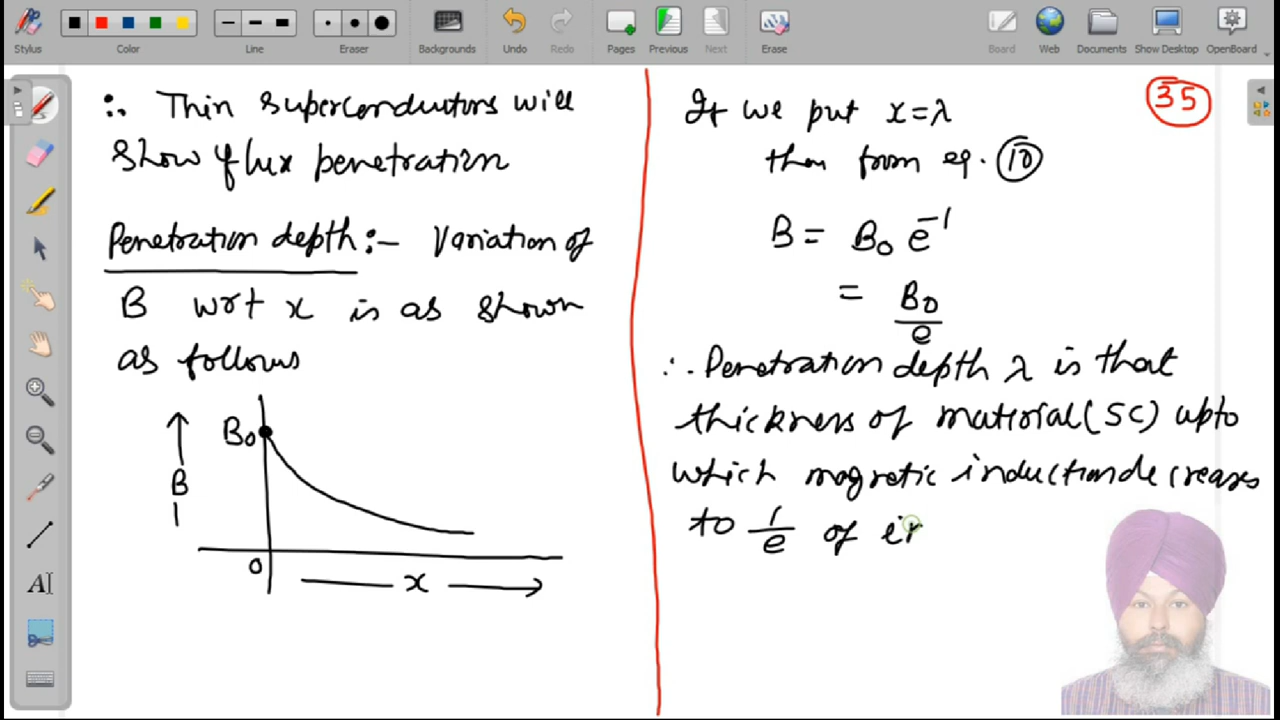 Stylus
Color
Line
Eraser
Backgrounds
Undo
Redo
Pages
Previous
Next
Erase
Board
Web
Documents
Show Desktop
OpenBoard
∴ Thin superconductors will
show flux penetration
Penetration depth:- Variation of
B wrt x is as shown
as follows
B₀
B
0
x
35
If we put x=λ
then from eq. 10
B = B₀ e⁻¹
= B₀/e
∴ Penetration depth λ is that
thickness of material (SC) upto
which magnetic induction decreases
to 1/e of